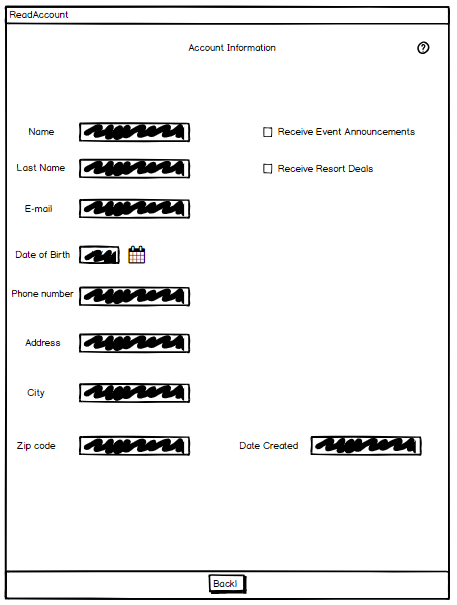 ReadAccount
Account Information
?
Name
Receive Event Announcements
Last Name
Receive Resort Deals
E-mail
Date of Birth
Phone number
Address
City
Zip code
Date Created
Back!